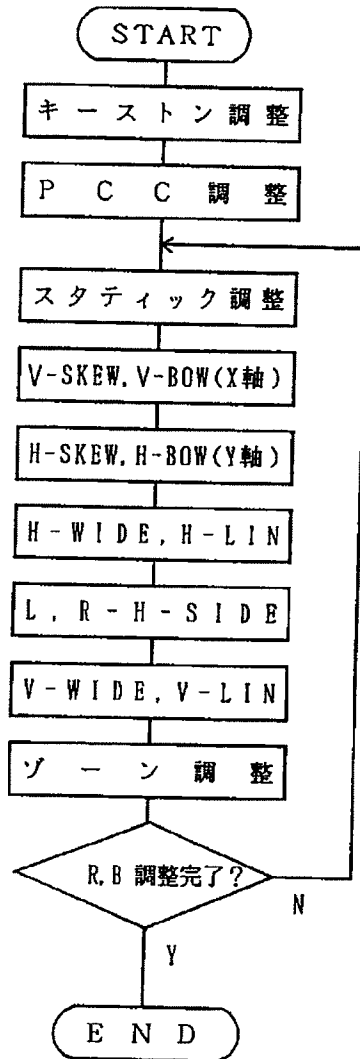 START
キーストン調整
PCC調整
スタティック調整
V-SKEW, V-BOW(X軸)
H-SKEW, H-BOW(Y軸)
H-WIDE, H-LIN
L, R-H-SIDE
V-WIDE, V-LIN
ゾーン調整
R, B 調整完了?
N
Y
END